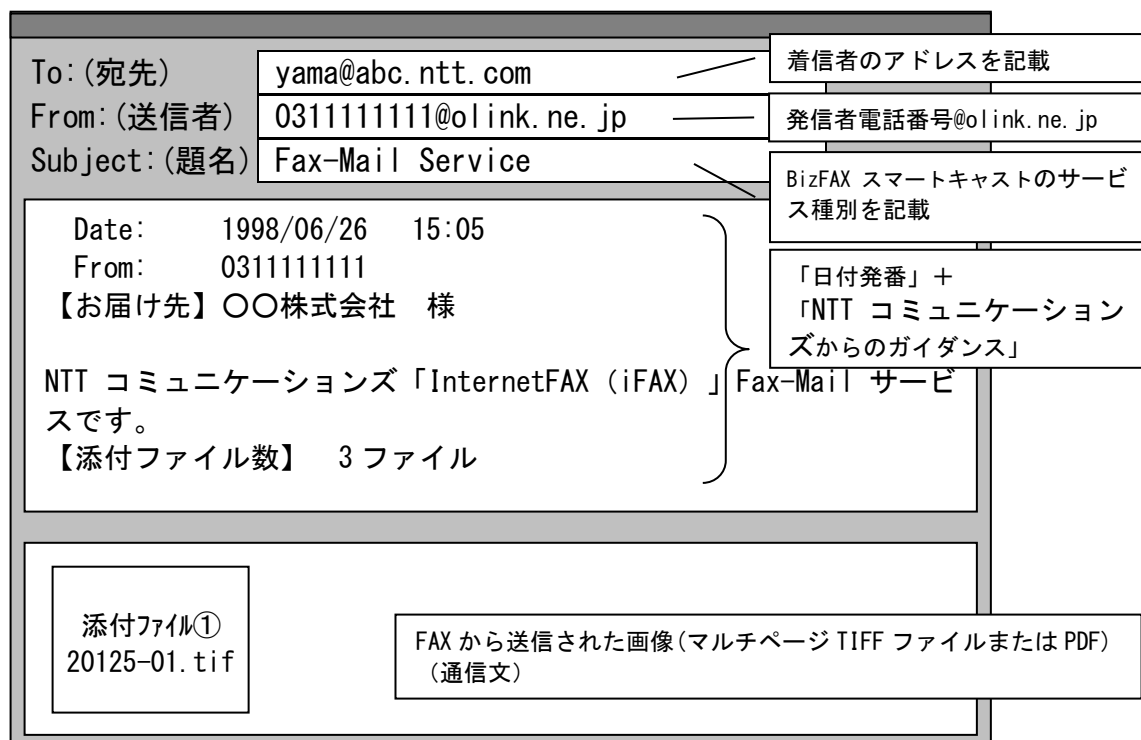 To:(宛先)
yama@abc.ntt.com
着信者のアドレスを記載
From:(送信者)
0311111111@olink.ne.jp
発信者電話番号@olink.ne.jp
Subject:(題名)
Fax-Mail Service
BizFAX スマートキャストのサービ
ス種別を記載
Date: 1998/06/26 15:05
From: 0311111111
【お届け先】〇〇株式会社 様
「日付発番」＋
「NTT コミュニケーション
ズからのガイダンス」
NTT コミュニケーションズ「InternetFAX（iFAX）」Fax-Mail サービ
スです。
【添付ファイル数】 3 ファイル
添付ﾌｧｲﾙ①
20125-01.tif
FAX から送信された画像(マルチページ TIFF ファイルまたは PDF)
（通信文）